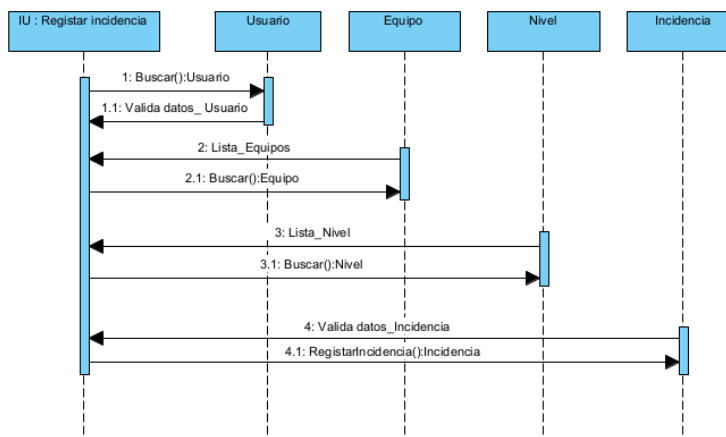 IU : Registar incidencia
Usuario
Equipo
Nivel
Incidencia
1: Buscar():Usuario
1.1: Valida datos_ Usuario
2: Lista_Equipos
2.1: Buscar():Equipo
3: Lista_Nivel
3.1: Buscar():Nivel
4: Valida datos_Incidencia
4.1: RegistarIncidencia():Incidencia